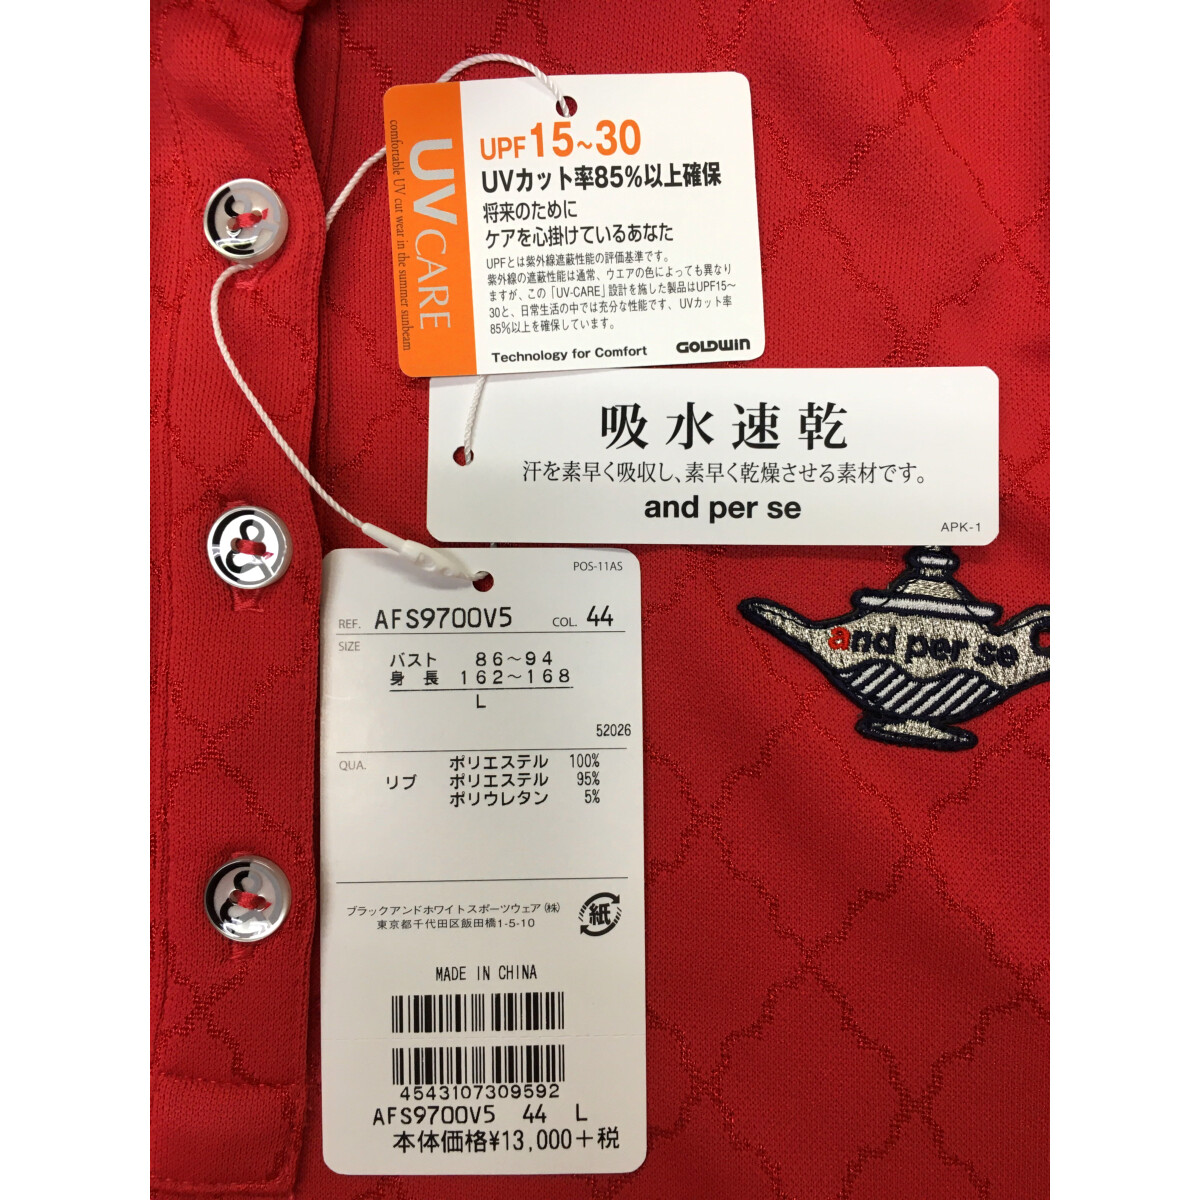 UV CARE
comfortable UV cut wear in the summer sunbeam
UPF 15~30
UVカット率85%以上確保
将来のために
ケアを心掛けているあなた
UPFとは紫外線遮蔽性能の評価基準です。
紫外線の遮蔽性能は通常、ウエアの色によっても異なり
ますが、この「UV-CARE」設計を施した製品はUPF15〜
30と、日常生活の中では充分な性能です、UVカット率
85%以上を確保しています。
Technology for Comfort GOLDWIN
吸水速乾
汗を素早く吸収し、素早く乾燥させる素材です。
and per se
APK-1
and per se
POS-11AS
REF. AFS9700V5 COL. 44
SIZE
バスト 86～94
身長 162～168
L
52026
QUA. ポリエステル 100%
リブ ポリエステル 95%
ポリウレタン 5%
ブラックアンドホワイトスポーツウェア㈱
東京都千代田区飯田橋1-5-10
紙
MADE IN CHINA
4543107309592
AFS9700V5 44 L
本体価格¥13,000+税